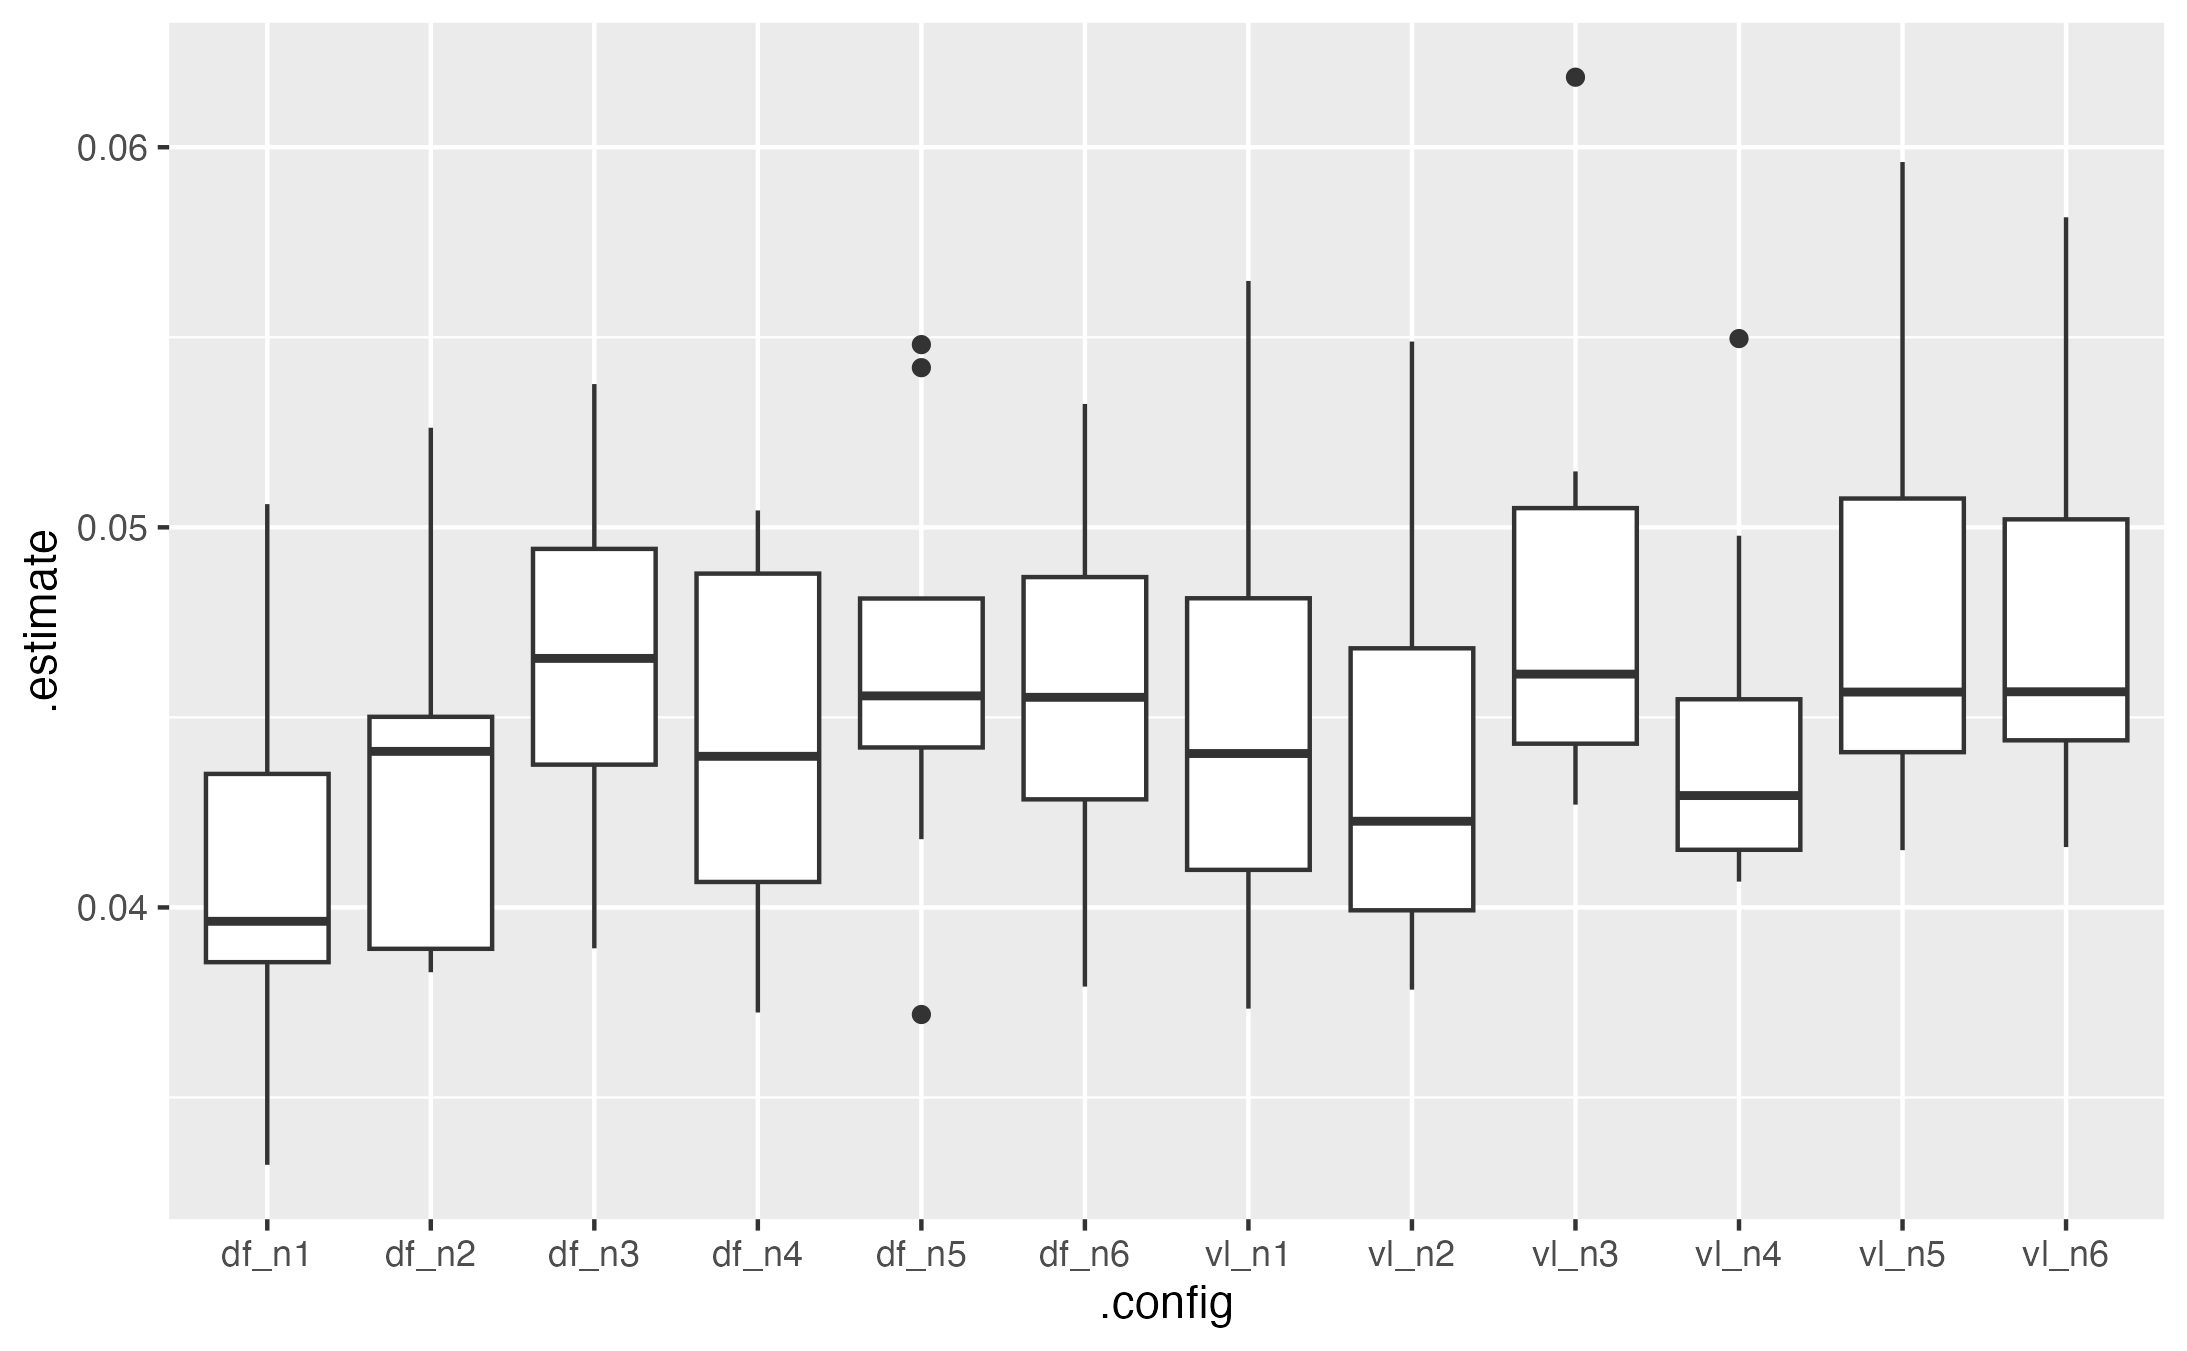 .estimate
0.06
0.05
0.04
df_n1 df_n2 df_n3 df_n4 df_n5 df_n6 vl_n1 vl_n2 vl_n3 vl_n4 vl_n5 vl_n6
.config